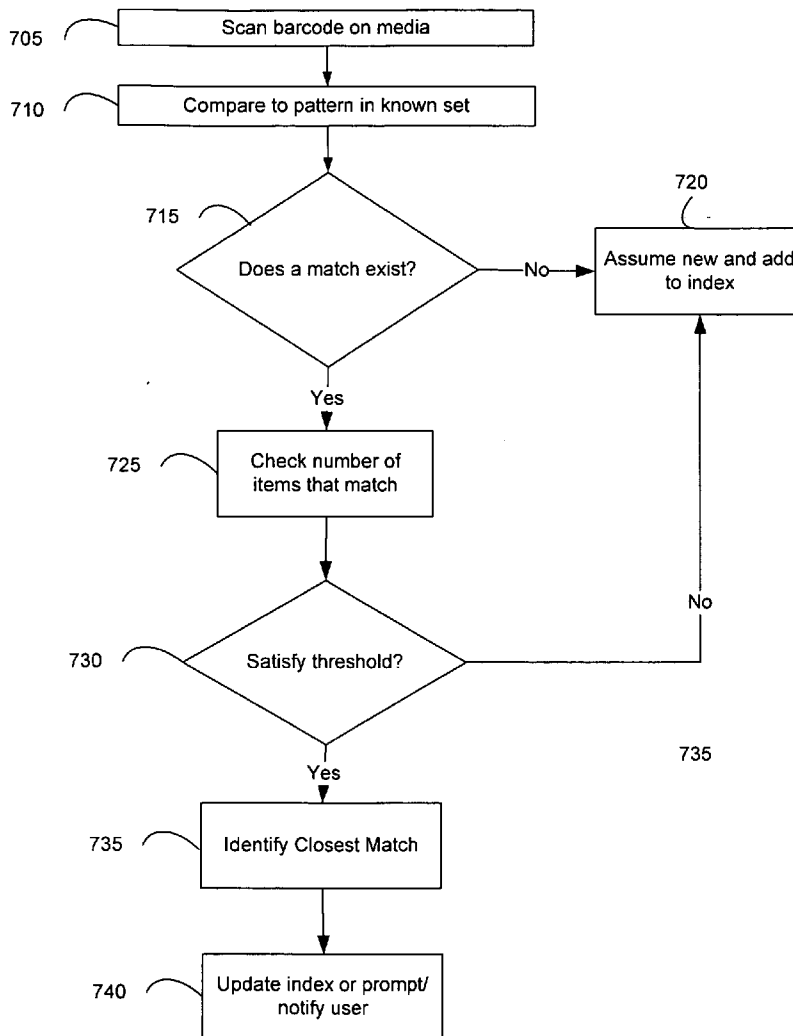 705
Scan barcode on media
710
Compare to pattern in known set
715
Does a match exist?
No
720
Assume new and add
to index
Yes
725
Check number of
items that match
730
Satisfy threshold?
No
735
Yes
735
Identify Closest Match
740
Update index or prompt/
notify user